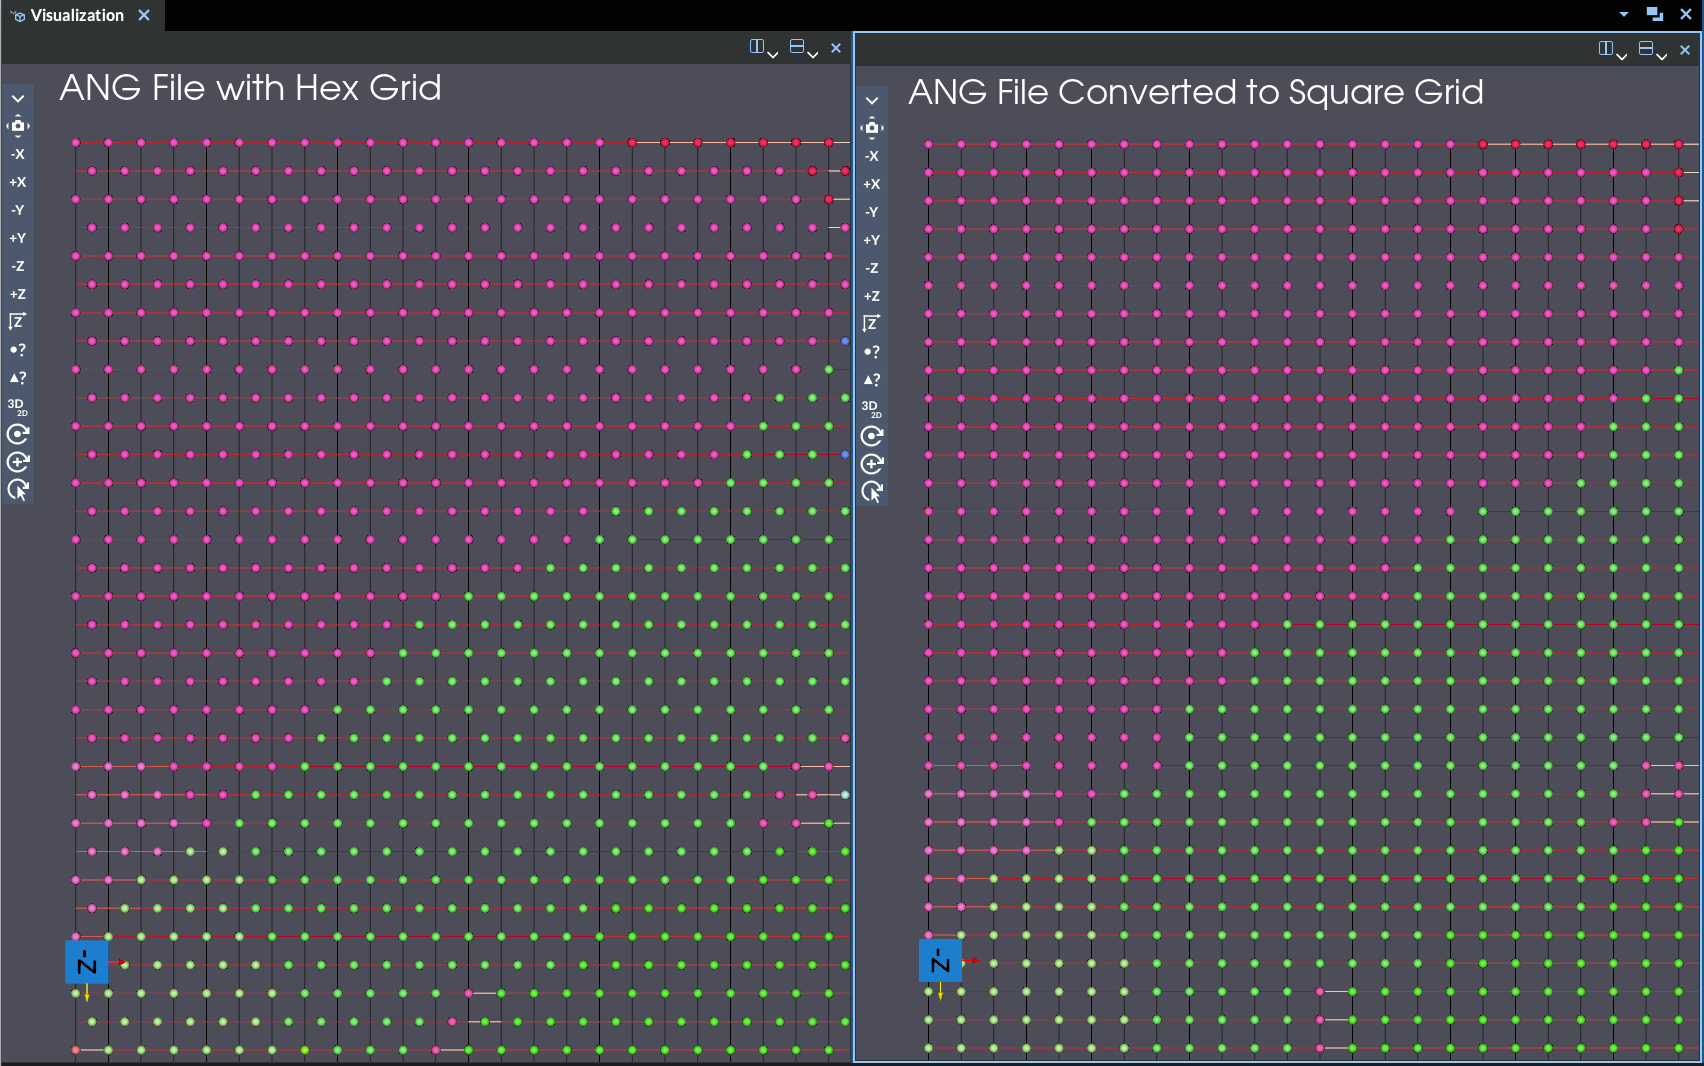 Visualization
ANG File with Hex Grid
-X
+X
-Y
+Y
-Z
+Z
Z
?
?
3D
2D
-Z
ANG File Converted to Square Grid
-X
+X
-Y
+Y
-Z
+Z
Z
?
?
3D
2D
-Z